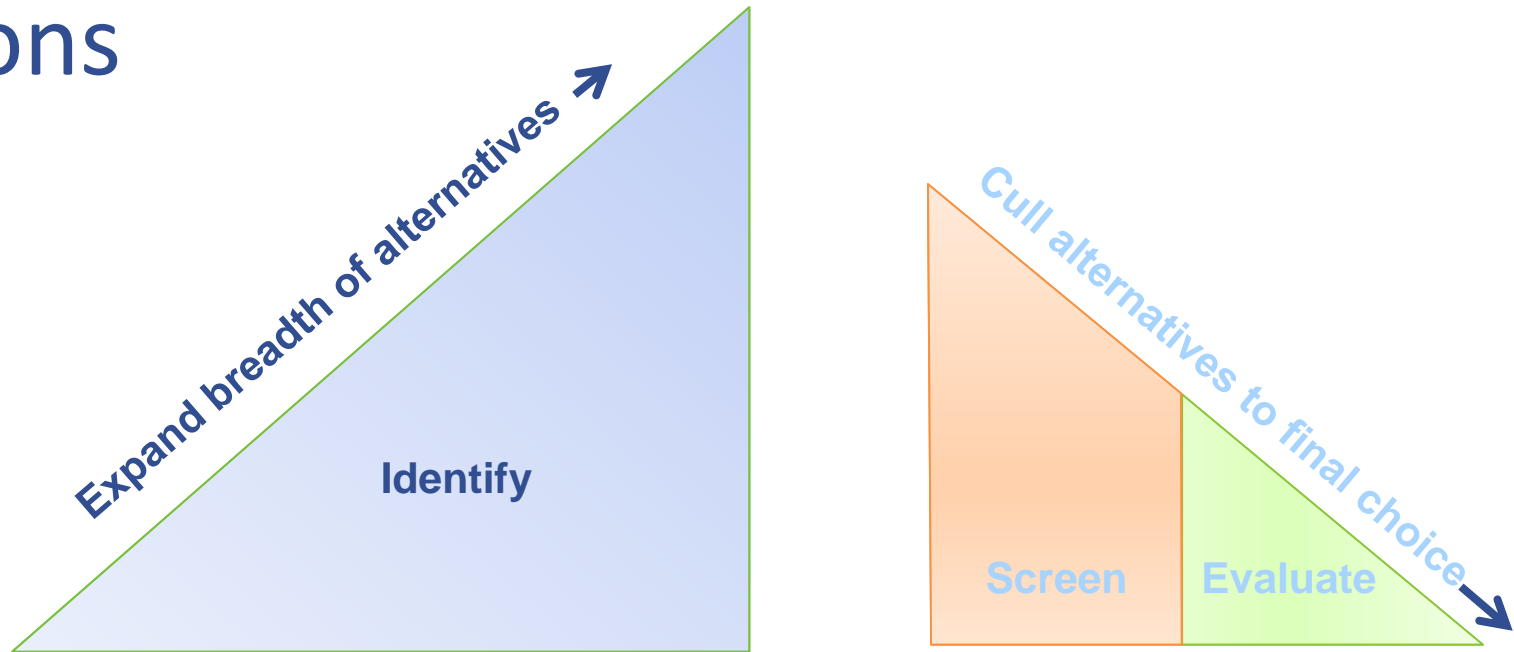 ons
Expand breadth of alternatives
Identify
Cull alternatives to final choice
Screen
Evaluate